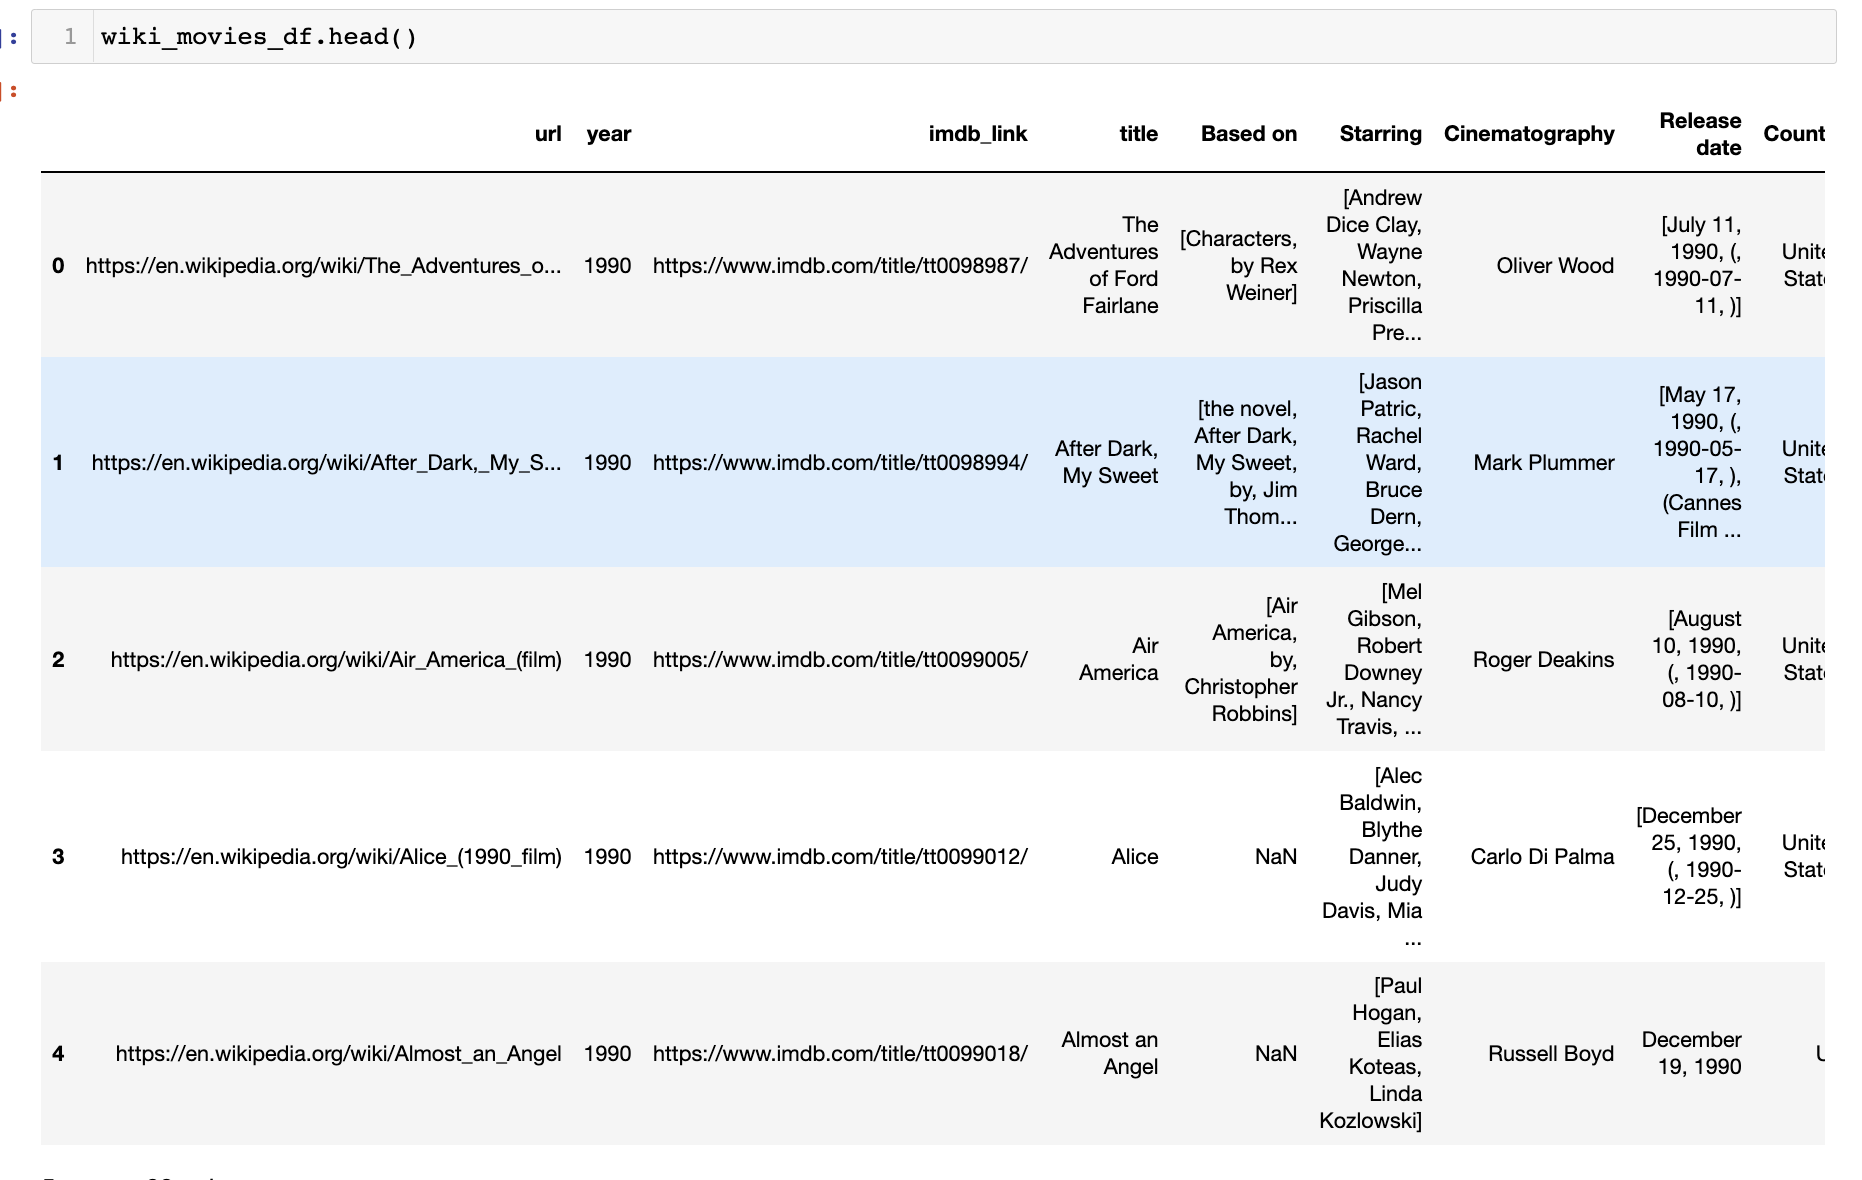 ]:
1 wiki_movies_df.head()
]:
url year imdb_link title Based on Starring Cinematography Release date Count
0 https://en.wikipedia.org/wiki/The_Adventures_o... 1990 https://www.imdb.com/title/tt0098987/ The Adventures of Ford Fairlane [Characters, by Rex Weiner] [Andrew Dice Clay, Wayne Newton, Priscilla Pre... Oliver Wood [July 11, 1990, (, 1990-07-11, )] Unite State
1 https://en.wikipedia.org/wiki/After_Dark,_My_S... 1990 https://www.imdb.com/title/tt0098994/ After Dark, My Sweet [the novel, After Dark, My Sweet, by, Jim Thom... [Jason Patric, Rachel Ward, Bruce Dern, George... Mark Plummer [May 17, 1990, (, 1990-05-17, ), (Cannes Film ... Unite State
2 https://en.wikipedia.org/wiki/Air_America_(film) 1990 https://www.imdb.com/title/tt0099005/ Air America [Air America, by, Christopher Robbins] [Mel Gibson, Robert Downey Jr., Nancy Travis, ... Roger Deakins [August 10, 1990, (, 1990-08-10, )] Unite State
3 https://en.wikipedia.org/wiki/Alice_(1990_film) 1990 https://www.imdb.com/title/tt0099012/ Alice NaN [Alec Baldwin, Blythe Danner, Judy Davis, Mia ... Carlo Di Palma [December 25, 1990, (, 1990-12-25, )] Unite State
4 https://en.wikipedia.org/wiki/Almost_an_Angel 1990 https://www.imdb.com/title/tt0099018/ Almost an Angel NaN [Paul Hogan, Elias Koteas, Linda Kozlowski] Russell Boyd December 19, 1990 U